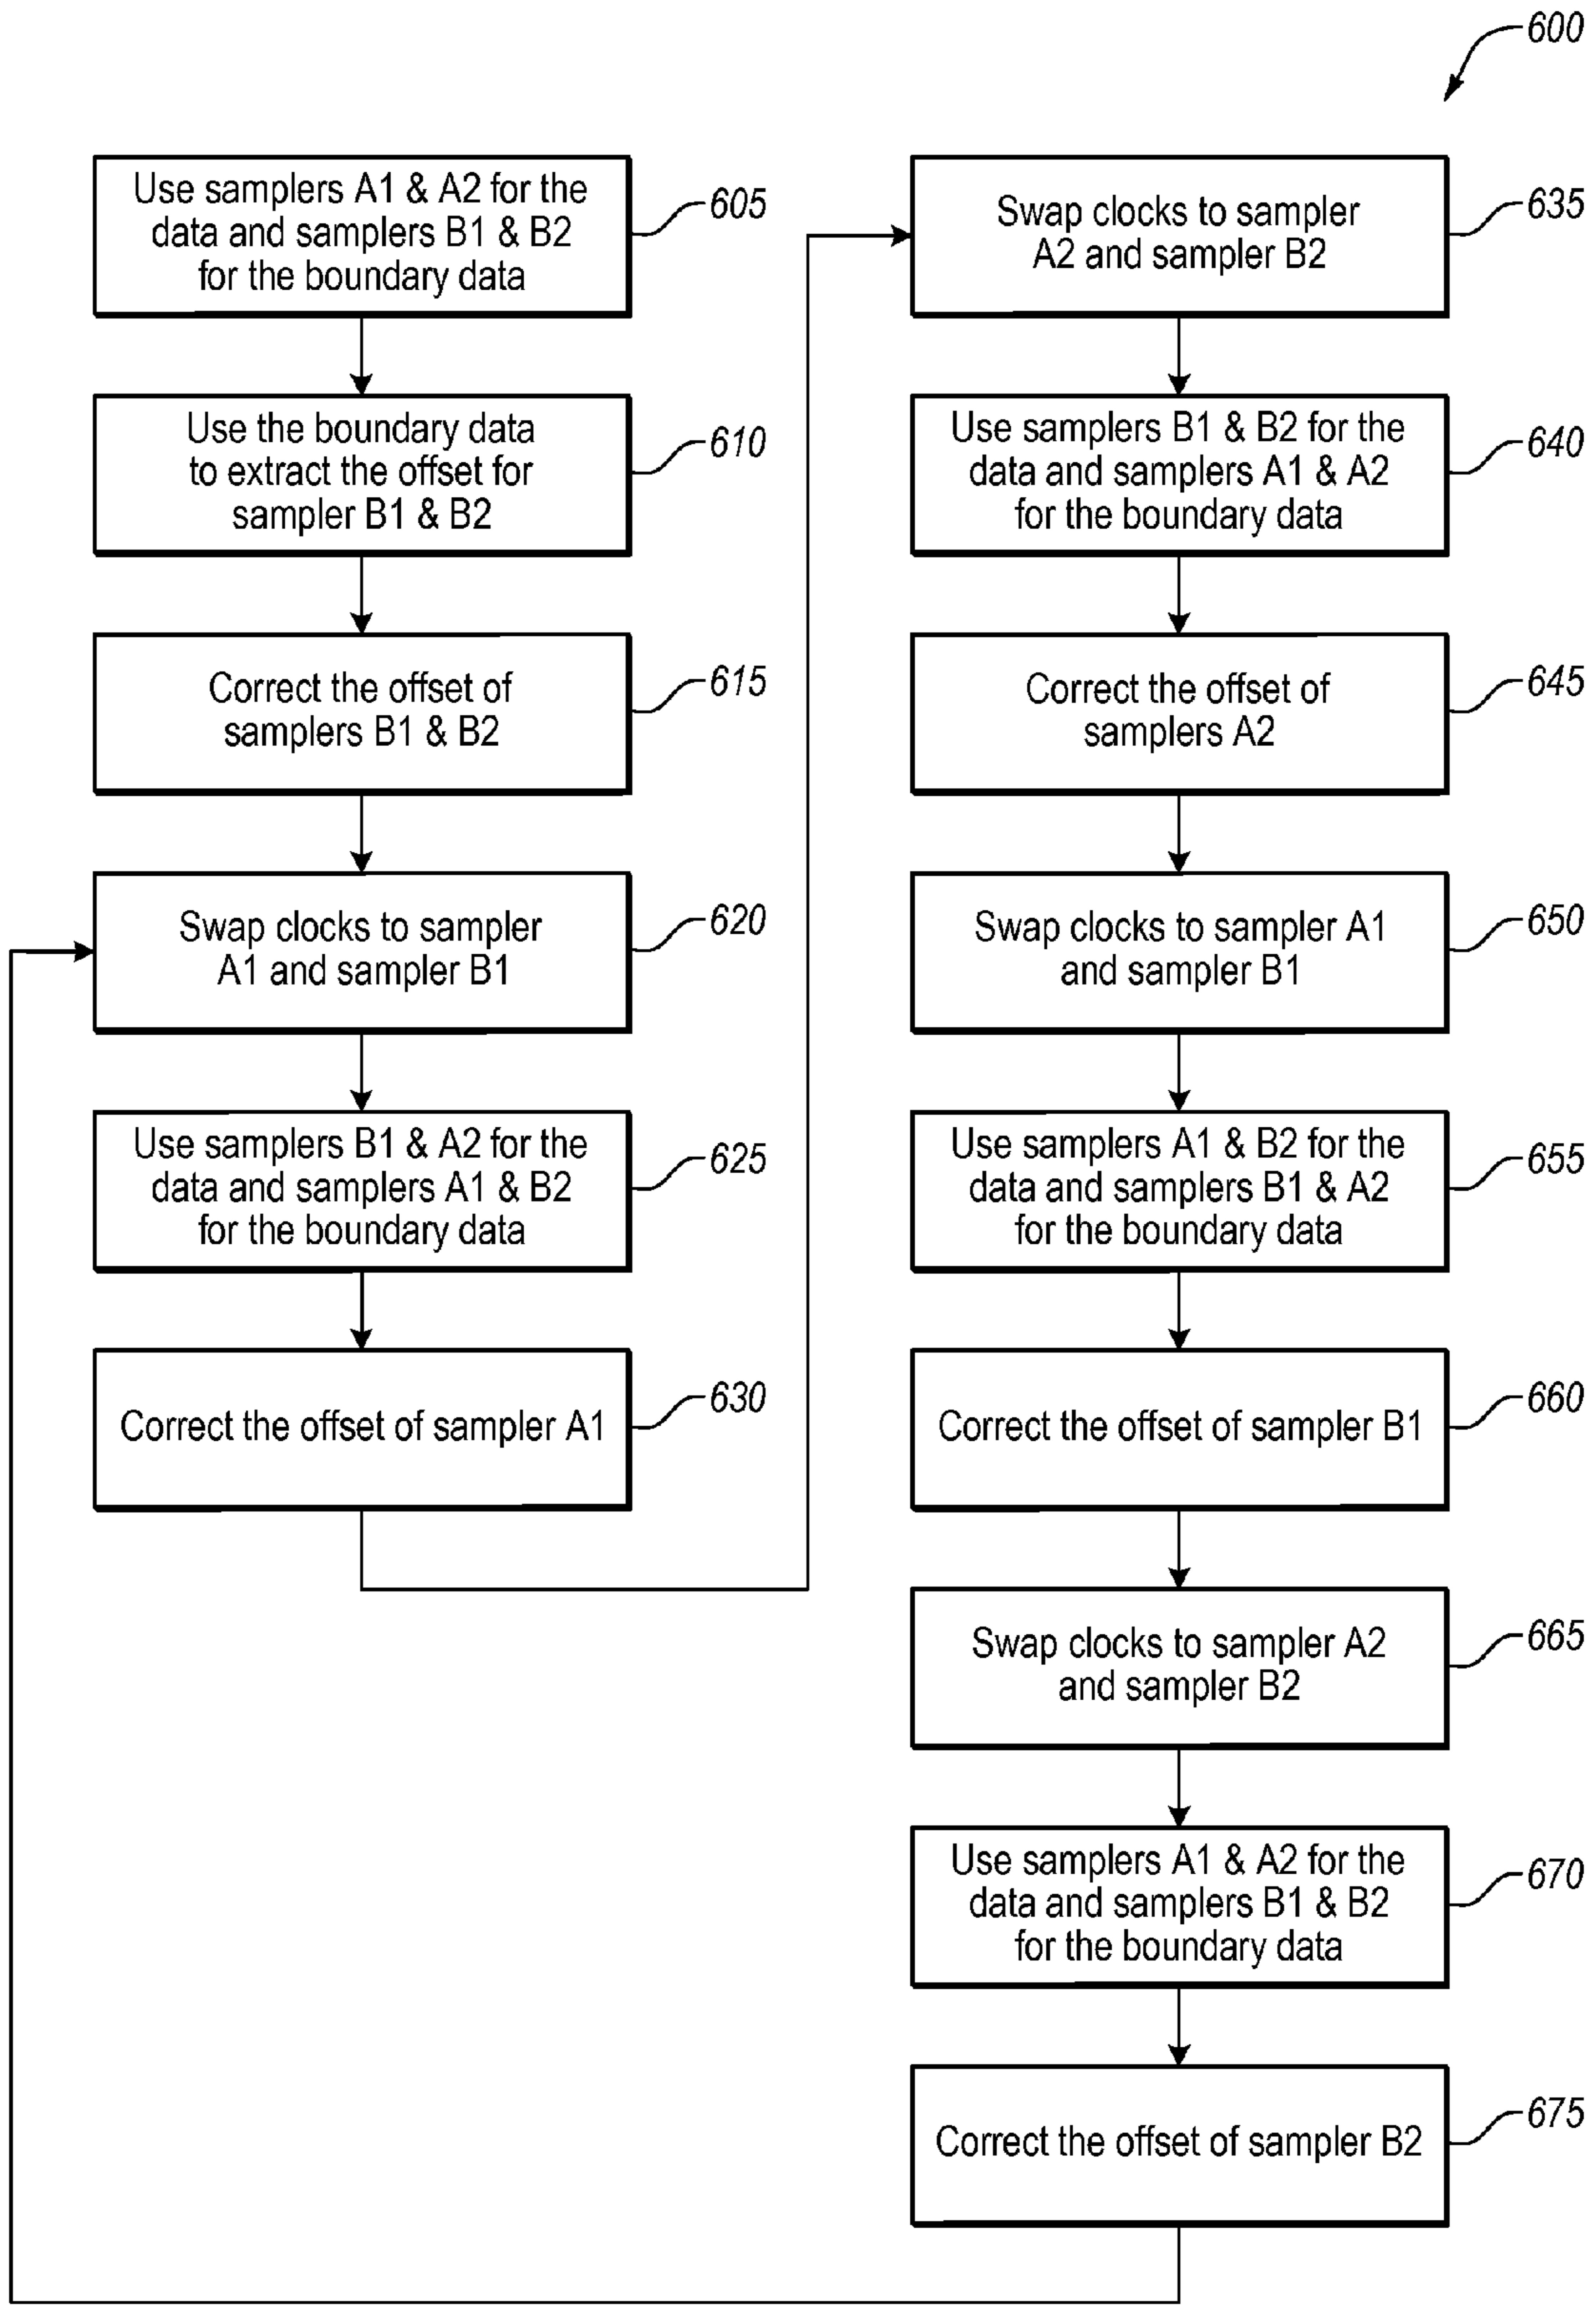 600
Use samplers A1 & A2 for the
data and samplers B1 & B2
for the boundary data
605
Use the boundary data
to extract the offset for
sampler B1 & B2
610
Correct the offset of
samplers B1 & B2
615
Swap clocks to sampler
A1 and sampler B1
620
Use samplers B1 & A2 for the
data and samplers A1 & B2
for the boundary data
625
Correct the offset of sampler A1
630
Swap clocks to sampler
A2 and sampler B2
635
Use samplers B1 & B2 for the
data and samplers A1 & A2
for the boundary data
640
Correct the offset of
samplers A2
645
Swap clocks to sampler A1
and sampler B1
650
Use samplers A1 & B2 for the
data and samplers B1 & A2
for the boundary data
655
Correct the offset of sampler B1
660
Swap clocks to sampler A2
and sampler B2
665
Use samplers A1 & A2 for the
data and samplers B1 & B2
for the boundary data
670
Correct the offset of sampler B2
675